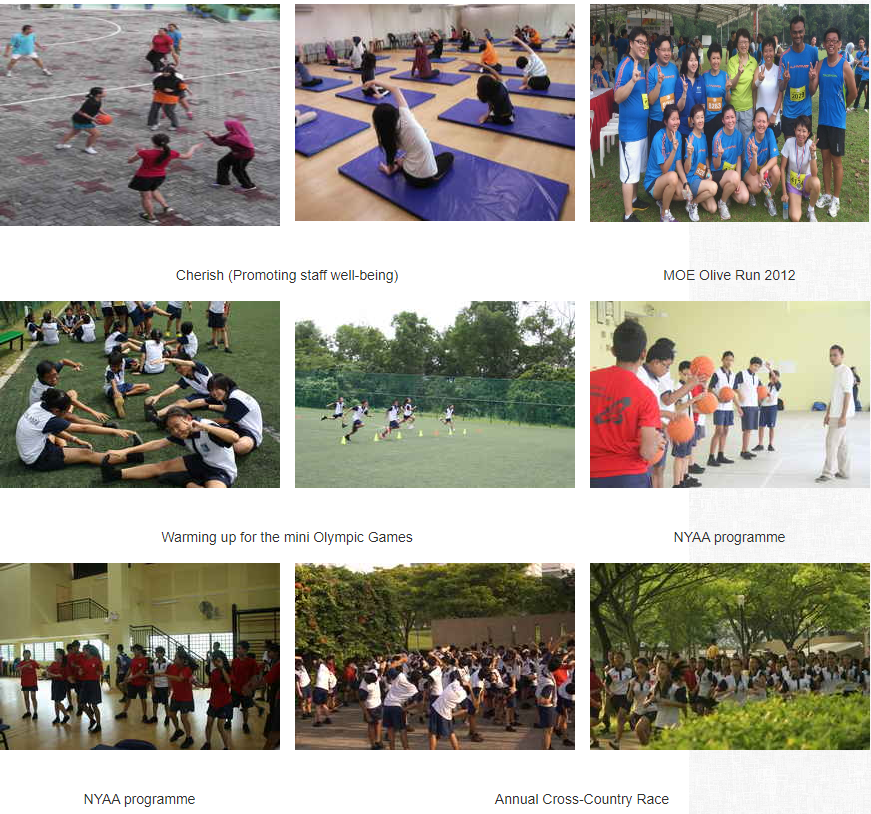 Cherish (Promoting staff well-being)
MOE Olive Run 2012
Warming up for the mini Olympic Games
NYAA programme
NYAA programme
Annual Cross-Country Race